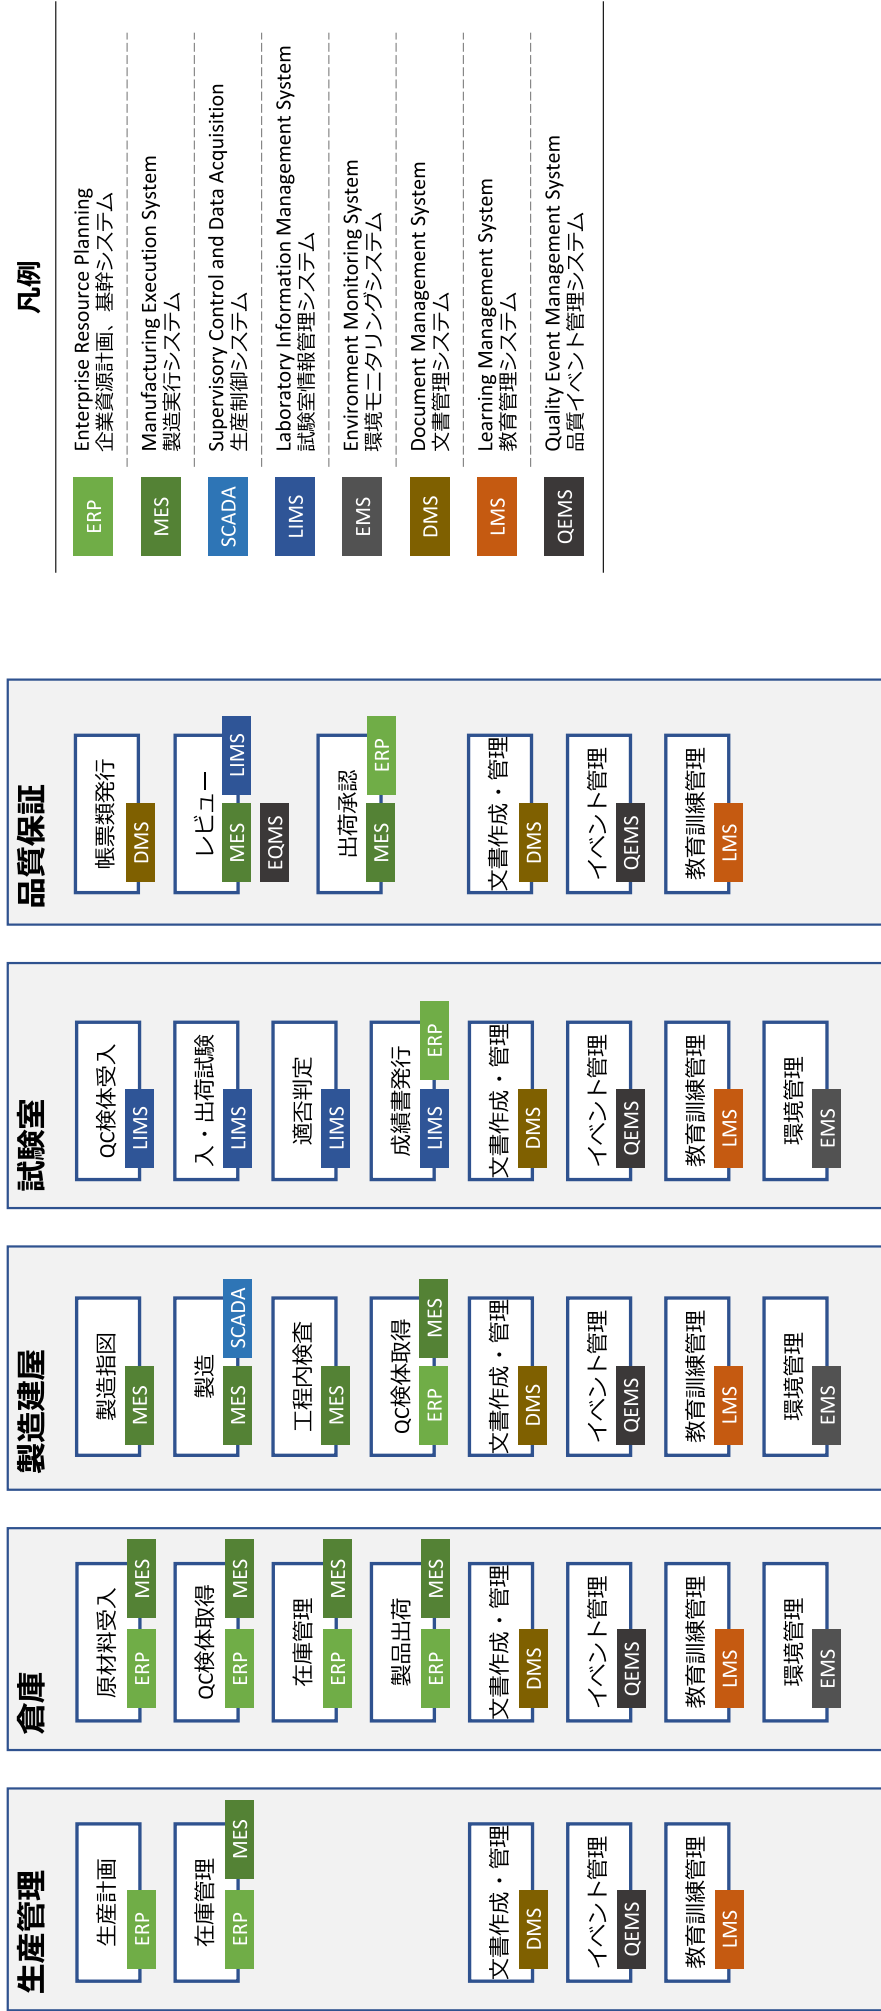 生産管理
生産計画
ERP
在庫管理
ERP
MES
文書作成・管理
DMS
イベント管理
QEMS
教育訓練管理
LMS
倉庫
原材料受入
ERP
MES
QC検体取得
ERP
MES
在庫管理
ERP
MES
製品出荷
ERP
MES
文書作成・管理
DMS
イベント管理
QEMS
教育訓練管理
LMS
環境管理
EMS
製造建屋
製造指図
MES
製造
MES
SCADA
工程内検査
MES
QC検体取得
ERP
MES
文書作成・管理
DMS
イベント管理
QEMS
教育訓練管理
LMS
環境管理
EMS
試験室
QC検体受入
LIMS
入・出荷試験
LIMS
適否判定
LIMS
成績書発行
LIMS
ERP
文書作成・管理
DMS
イベント管理
QEMS
教育訓練管理
LMS
環境管理
EMS
品質保証
帳票類発行
DMS
レビュー
MES
LIMS
EQMS
出荷承認
MES
ERP
文書作成・管理
DMS
イベント管理
QEMS
教育訓練管理
LMS
凡例
ERP
Enterprise Resource Planning
企業資源計画、基幹システム
MES
Manufacturing Execution System
製造実行システム
SCADA
Supervisory Control and Data Acquisition
生産制御システム
LIMS
Laboratory Information Management System
試験室情報管理システム
EMS
Environment Monitoring System
環境モニタリングシステム
DMS
Document Management System
文書管理システム
LMS
Learning Management System
教育管理システム
QEMS
Quality Event Management System
品質イベント管理システム